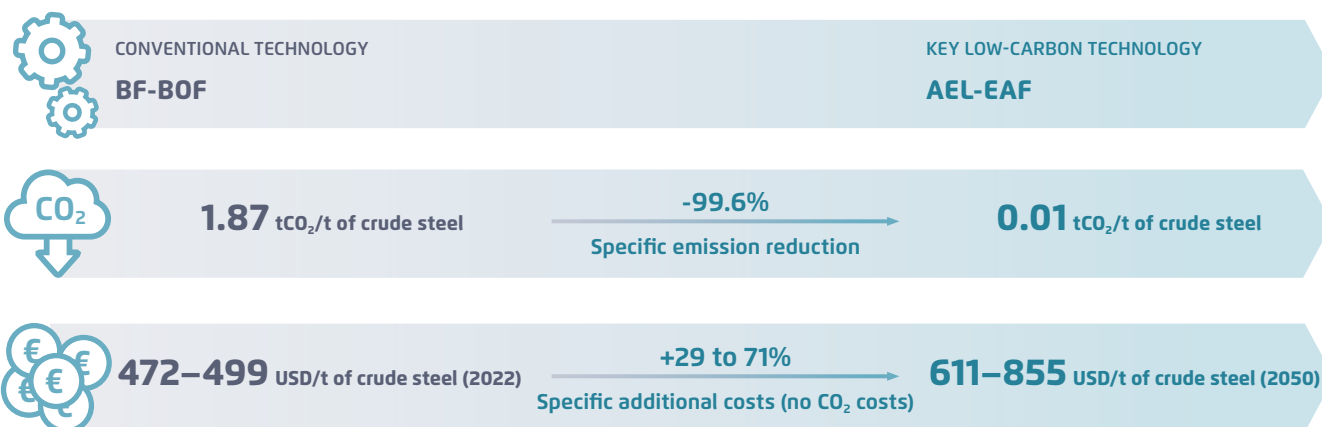 CONVENTIONAL TECHNOLOGY
KEY LOW-CARBON TECHNOLOGY
BF-BOF
AEL-EAF
CO₂
1.87 tCO₂/t of crude steel
-99.6%
Specific emission reduction
0.01 tCO₂/t of crude steel
€
€
€
€
€
472–499 USD/t of crude steel (2022)
+29 to 71%
Specific additional costs (no CO₂ costs)
611–855 USD/t of crude steel (2050)